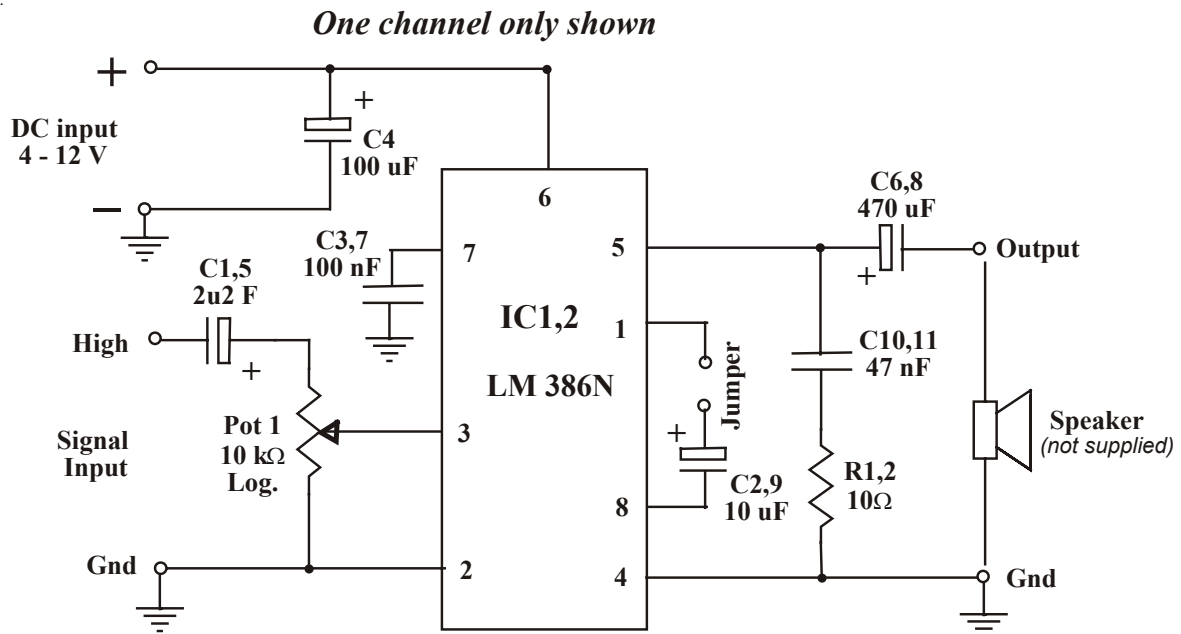 One channel only shown
+
DC input
4 - 12 V
−
+
C4
100 uF
C3,7
100 nF
C1,5
2u2 F
High
+
Signal
Input
Pot 1
10 kΩ
Log.
Gnd
6
7
5
IC1,2
LM 386N
1
3
8
2
4
Jumper
+
C2,9
10 uF
C6,8
470 uF
+
Output
C10,11
47 nF
R1,2
10Ω
Speaker
(not supplied)
Gnd